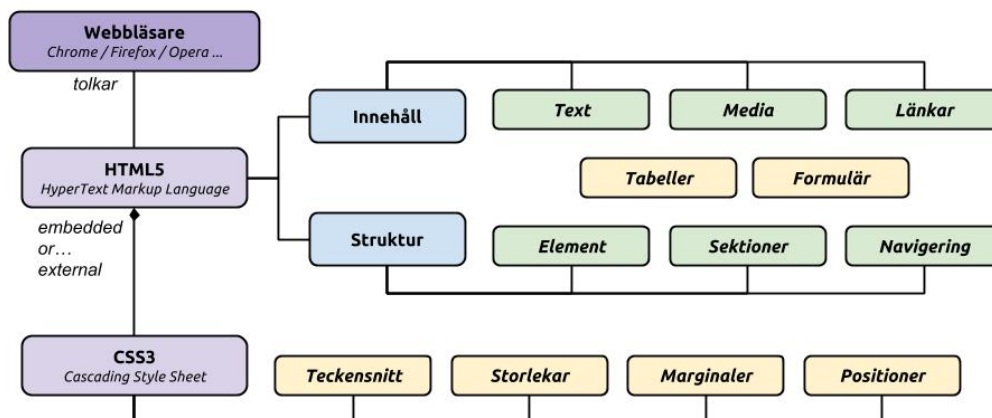 Webbläsare
Chrome / Firefox / Opera ...
tolkar
Innehåll
Text
Media
Länkar
HTML5
HyperText Markup Language
Tabeller
Formulär
embedded
or...
external
Struktur
Element
Sektioner
Navigering
CSS3
Cascading Style Sheet
Teckensnitt
Storlekar
Marginaler
Positioner